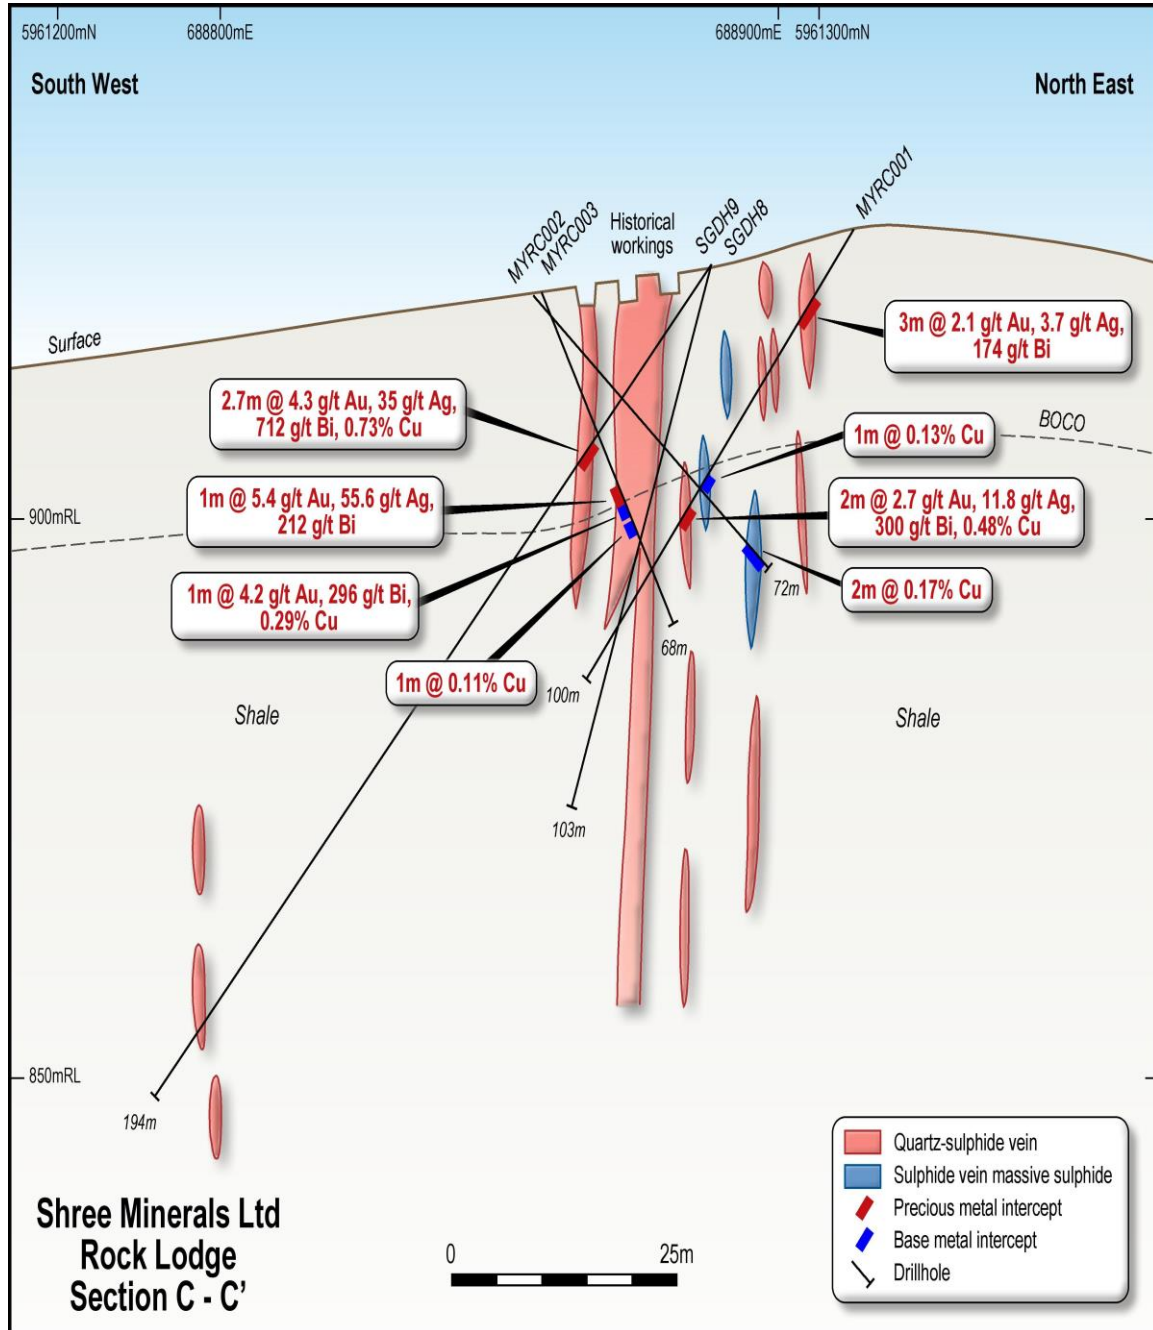 5961200mN
688800mE
688900mE
5961300mN
South West
North East
MYRC002
MYRC003
Historical
workings
SGDH9
SGDH8
MYRC001
Surface
3m @ 2.1 g/t Au, 3.7 g/t Ag,
174 g/t Bi
2.7m @ 4.3 g/t Au, 35 g/t Ag,
712 g/t Bi, 0.73% Cu
BOCO
1m @ 0.13% Cu
1m @ 5.4 g/t Au, 55.6 g/t Ag,
212 g/t Bi
2m @ 2.7 g/t Au, 11.8 g/t Ag,
300 g/t Bi, 0.48% Cu
900mRL
1m @ 4.2 g/t Au, 296 g/t Bi,
0.29% Cu
72m
2m @ 0.17% Cu
68m
1m @ 0.11% Cu
100m
Shale
Shale
103m
850mRL
194m
Quartz-sulphide vein
Sulphide vein massive sulphide
Precious metal intercept
Base metal intercept
Drillhole
Shree Minerals Ltd
Rock Lodge
Section C - C’
0
25m